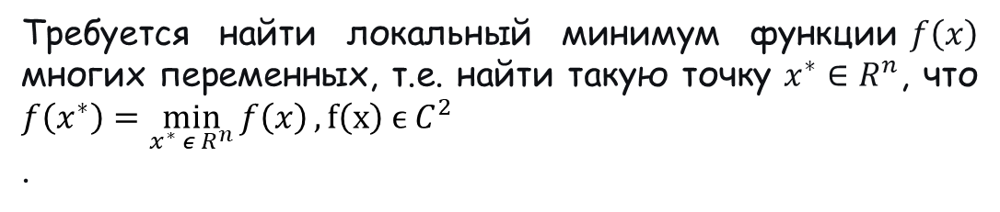 Требуется найти локальный минимум функции f(x)
многих переменных, т.е. найти такую точку x* ∈ Rⁿ, что
f(x*) = min f(x) , f(x) ϵ C²
x* ϵ Rⁿ
.